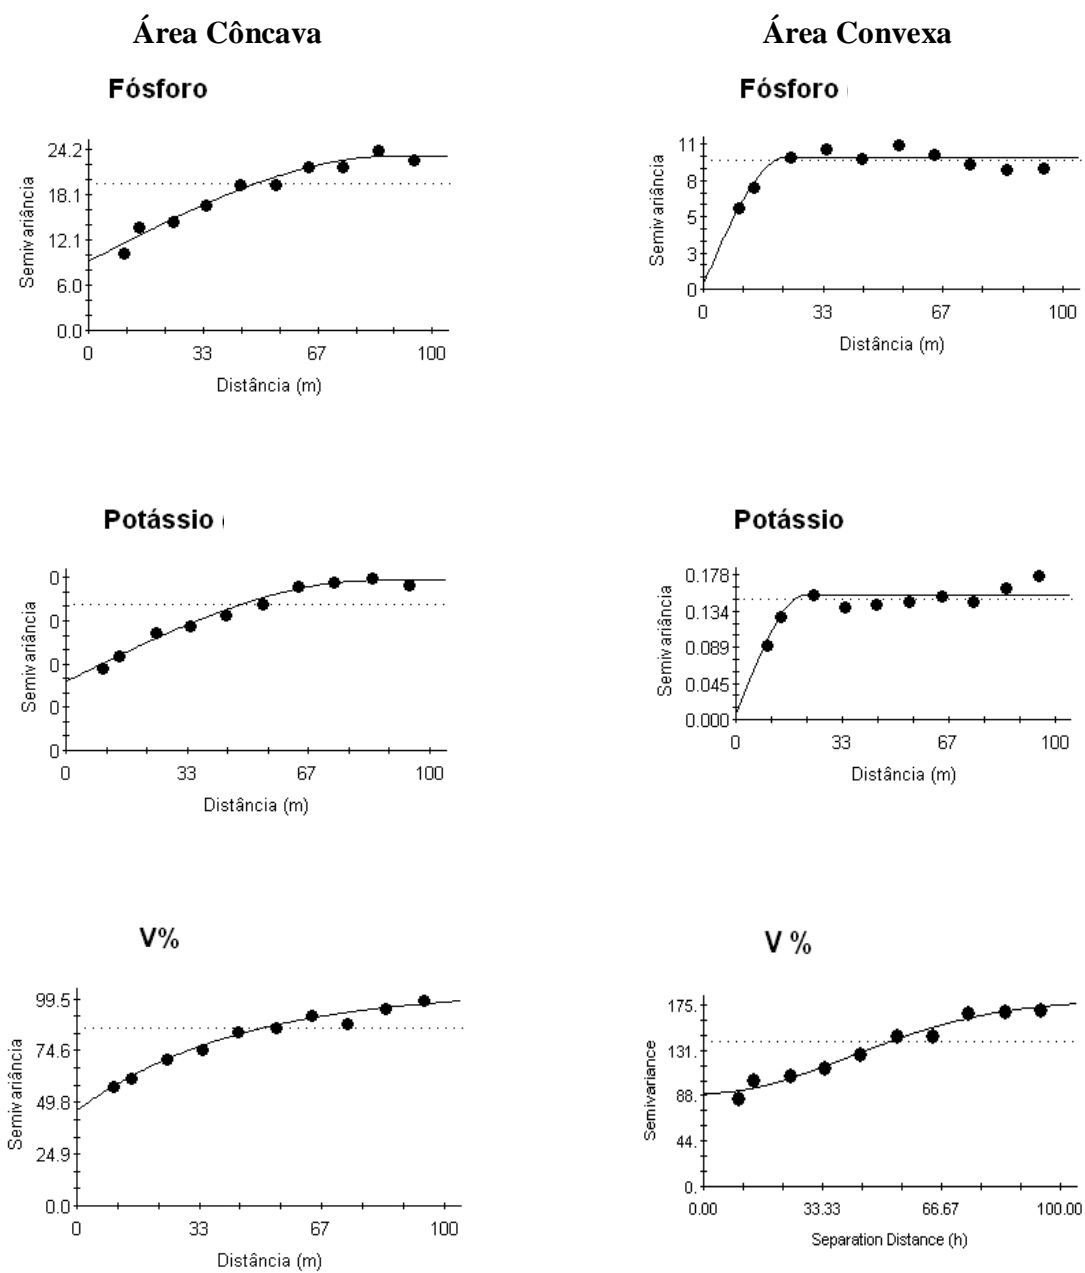 Área Côncava
Área Convexa
Fósforo
Semivariância
24.2
18.1
12.1
6.0
0.0
0
33
67
100
Distância (m)
Fósforo
Semivariância
11
8
5
3
0
0
33
67
100
Distância (m)
Potássio
Semivariância
0
0
0
0
0
0
33
67
100
Distância (m)
Potássio
Semivariância
0.178
0.134
0.089
0.045
0.000
0
33
67
100
Distância (m)
V%
Semivariância
99.5
74.6
49.8
24.9
0.0
0
33
67
100
Distância (m)
V %
Semivariance
175.
131.
88.
44.
0.
0.00
33.33
66.67
100.00
Separation Distance (h)